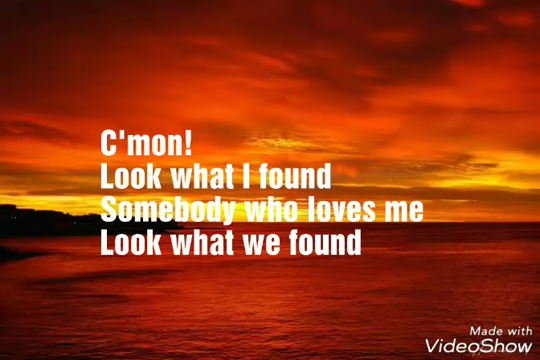 C'mon!
Look what I found
Somebody who loves me
Look what we found
Made with
VideoShow